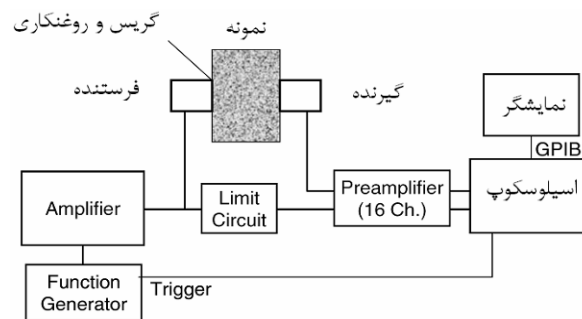 گریس و روغنکاری
نمونه
فرستنده
گیرنده
نمایشگر
GPIB
اسیلوسکوپ
Amplifier
Limit
Circuit
Preamplifier
(16 Ch.)
Function
Generator
Trigger